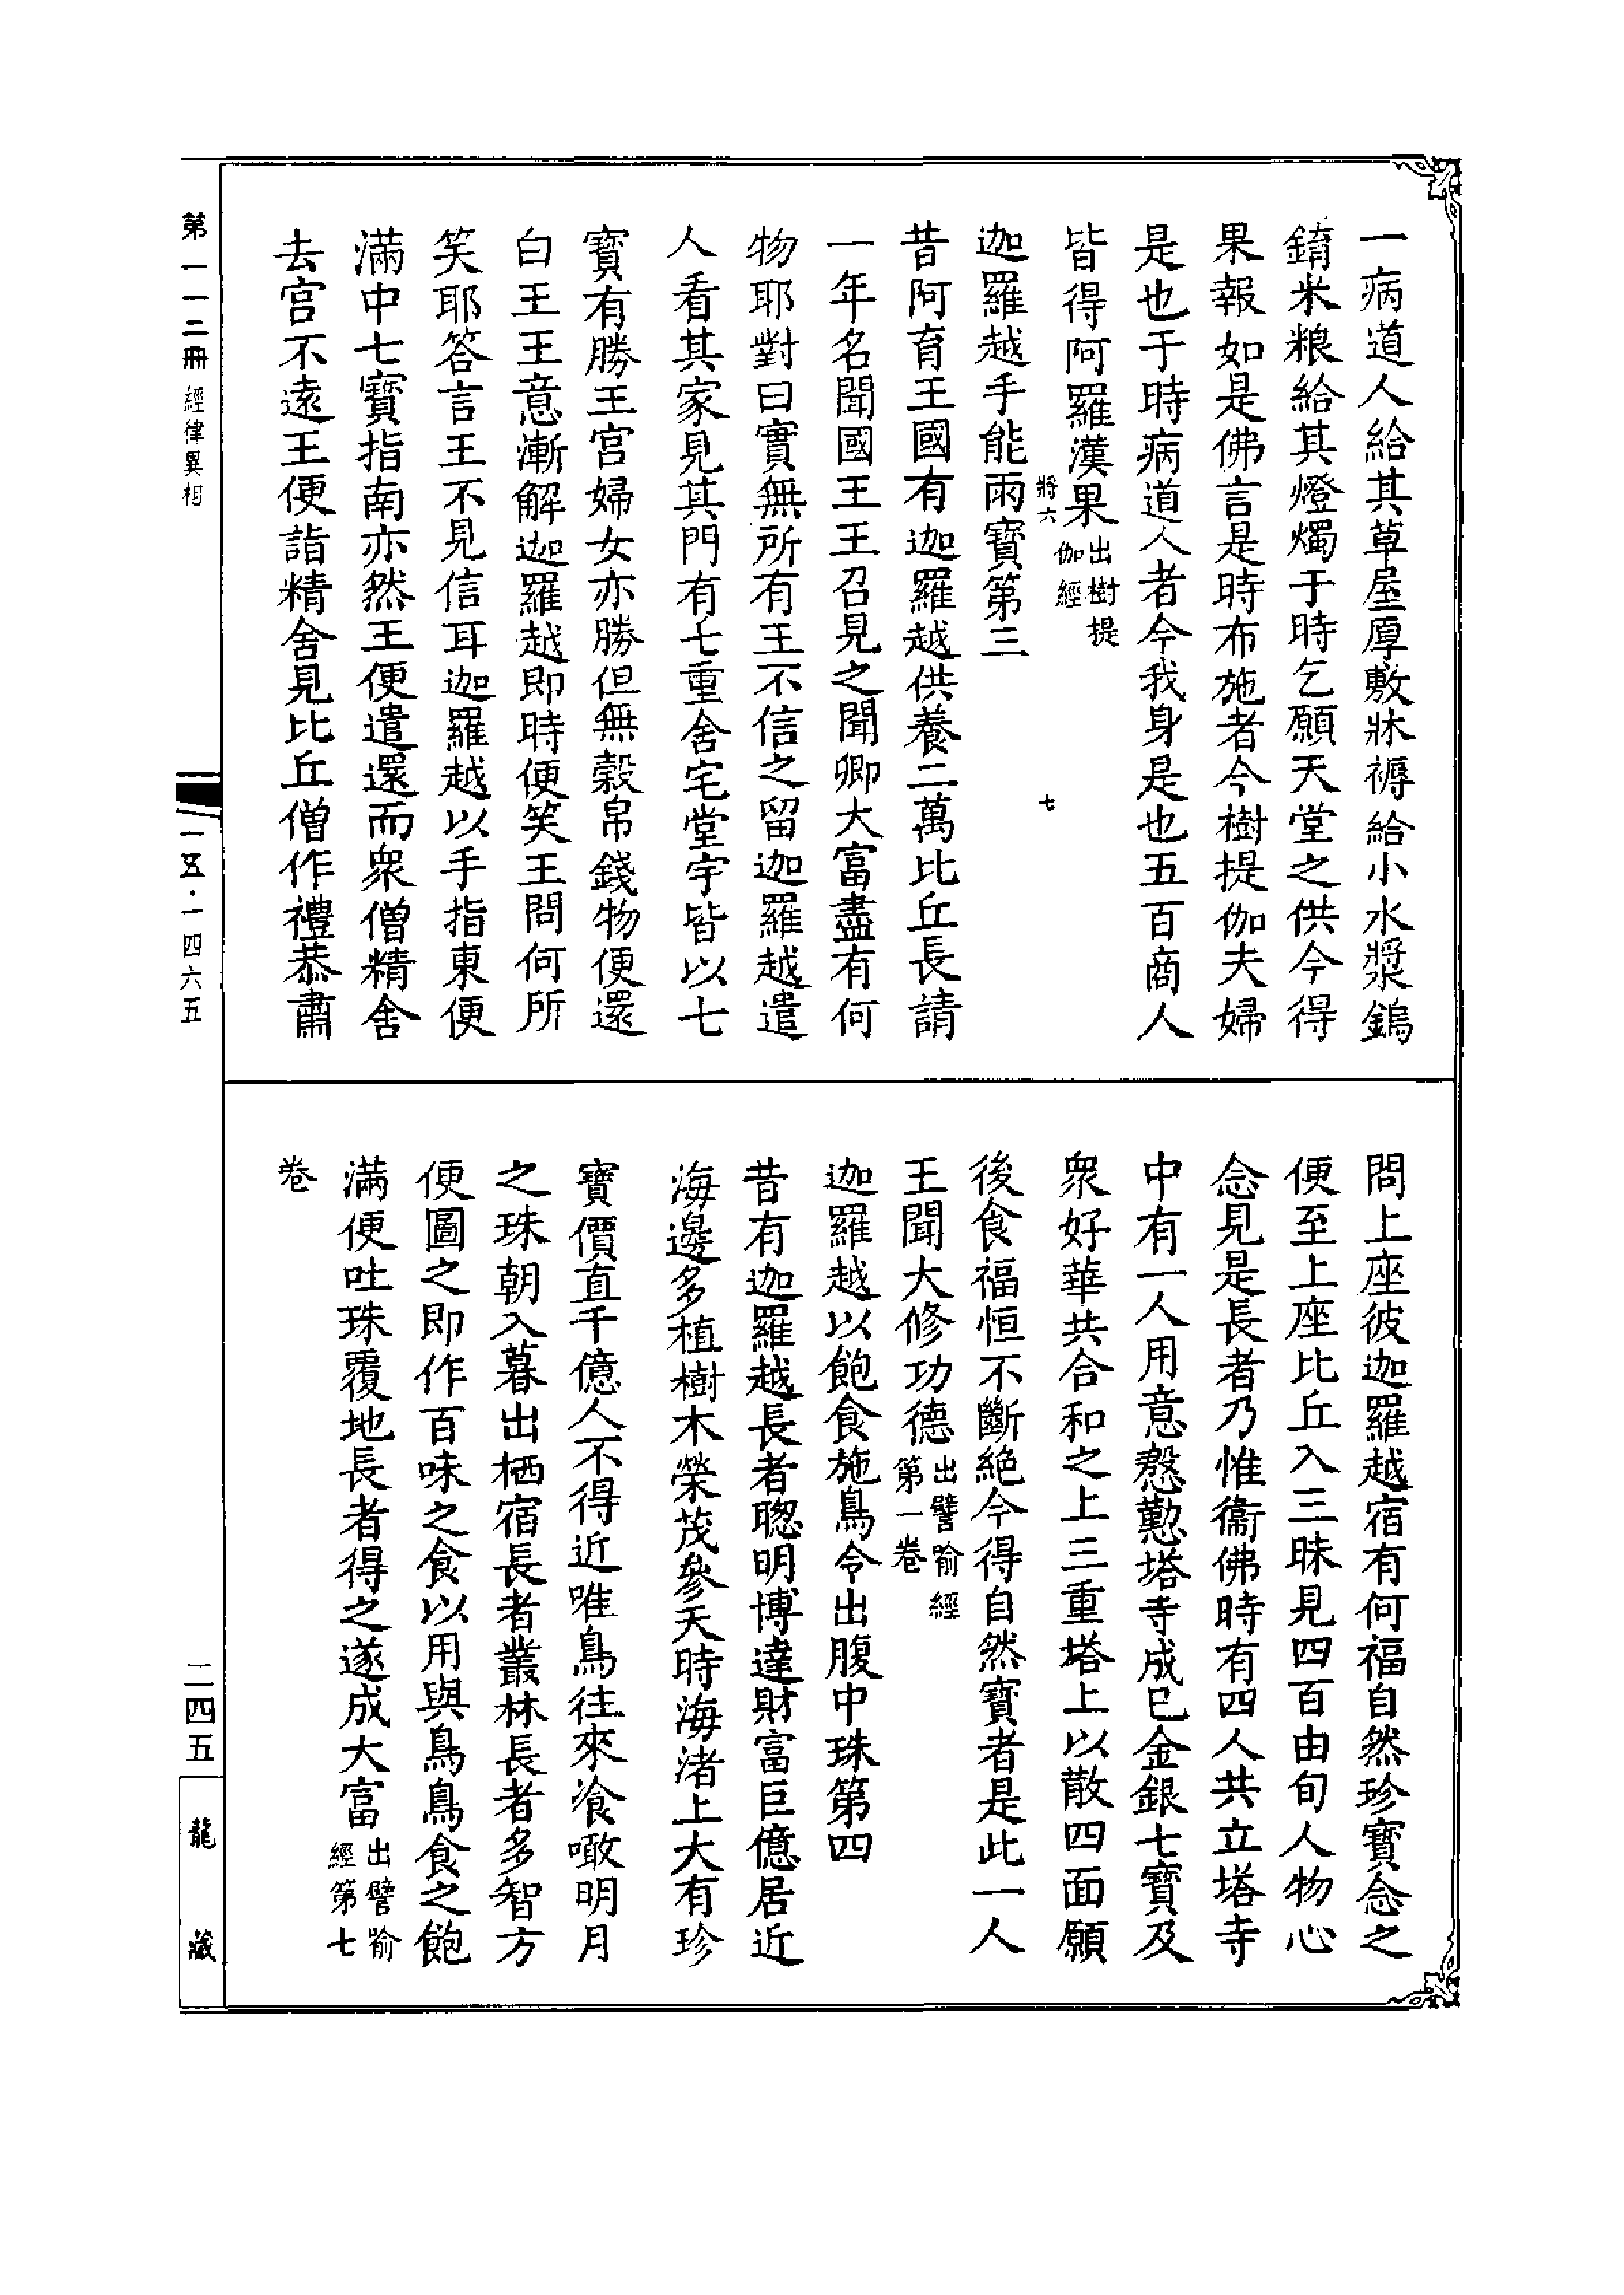 一病道人給其草屋厚敷牀褥給小水漿鎢
錥米粮給其燈燭于時乞願天堂之供今得
果報如是佛言是時布施者今樹提伽夫婦
是也于時病道人者今我身是也五百商人
皆得阿羅漢果出樹提伽經
將六
七
迦羅越手能雨寶第三
昔阿育王國有迦羅越供養二萬比丘長請
一年名聞國王王召見之聞卿大富盡有何
物耶對曰實無所有王不信之留迦羅越遣
人看其家見其門有七重舍宅堂宇皆以七
寶有勝王宮婦女亦勝但無穀帛錢物便還
白王王意漸解迦羅越即時便笑王問何所
笑耶答言王不見信耳迦羅越以手指東便
滿中七寶指南亦然王便遣還而衆僧精舍
去宮不遠王便詣精舍見比丘僧作禮恭肅
問上座彼迦羅越宿有何福自然珍寶念之
便至上座比丘入三昧見四百由旬人物心
念見是長者乃惟衞佛時有四人共立塔寺
中有一人用意慇懃塔寺成已金銀七寶及
衆好華共合和之上三重塔上以散四面願
後食福恒不斷絕今得自然寶者是此一人
王聞大修功德出譬喻經第一卷
迦羅越以飽食施鳥令出腹中珠第四
昔有迦羅越長者聰明博達財富巨億居近
海邊多植樹木榮茂參天時海渚上大有珍
寶價直千億人不得近唯鳥往來飡噉明月
之珠朝入暮出栖宿長者叢林長者多智方
便圖之即作百味之食以用與鳥鳥食之飽
滿便吐珠覆地長者得之遂成大富出譬喻經第七
卷
第一一二冊 經律異相
一五·一四六五
二四五
龍藏